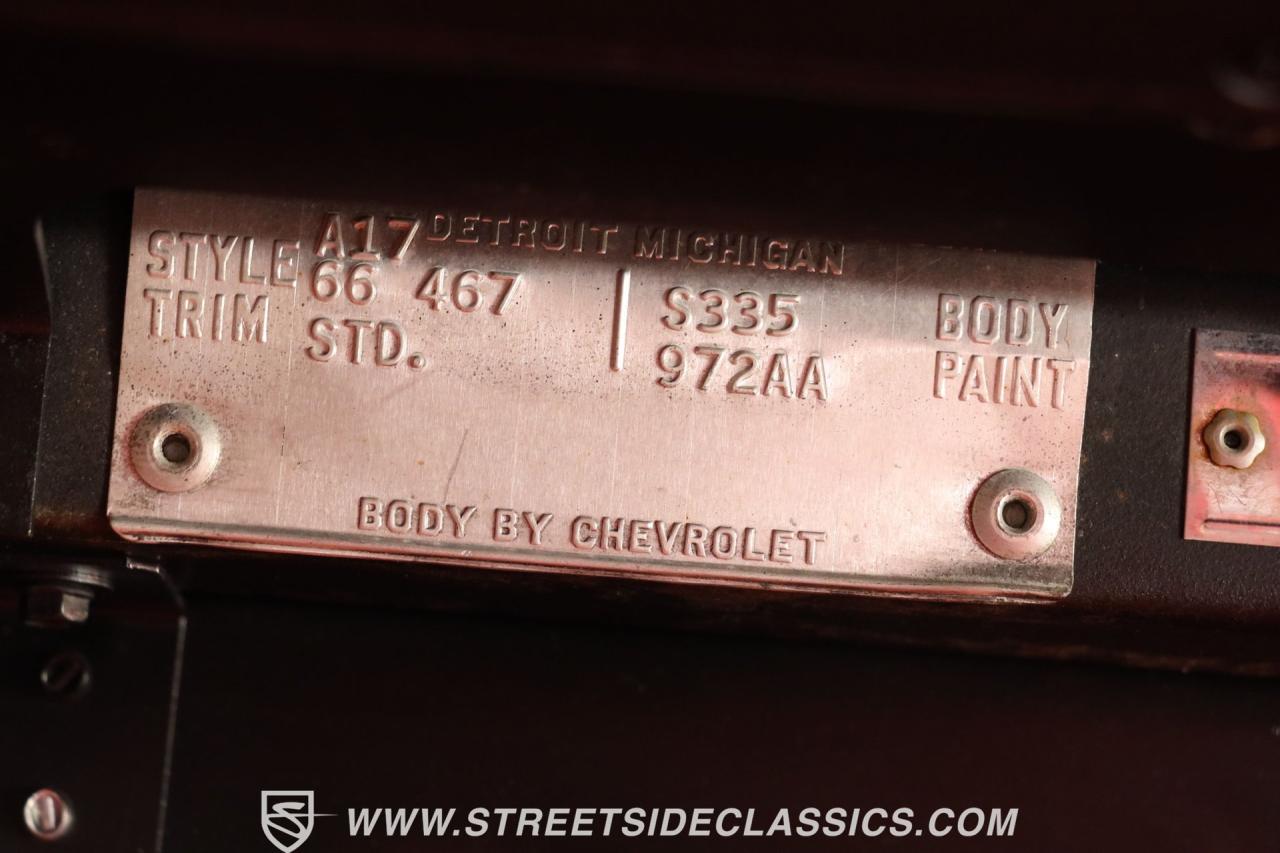 A17 DETROIT MICHIGAN
STYLE 66 467 S335 BODY
TRIM STD. 972AA PAINT
BODY BY CHEVROLET
WWW.STREETSIDECLASSICS.COM